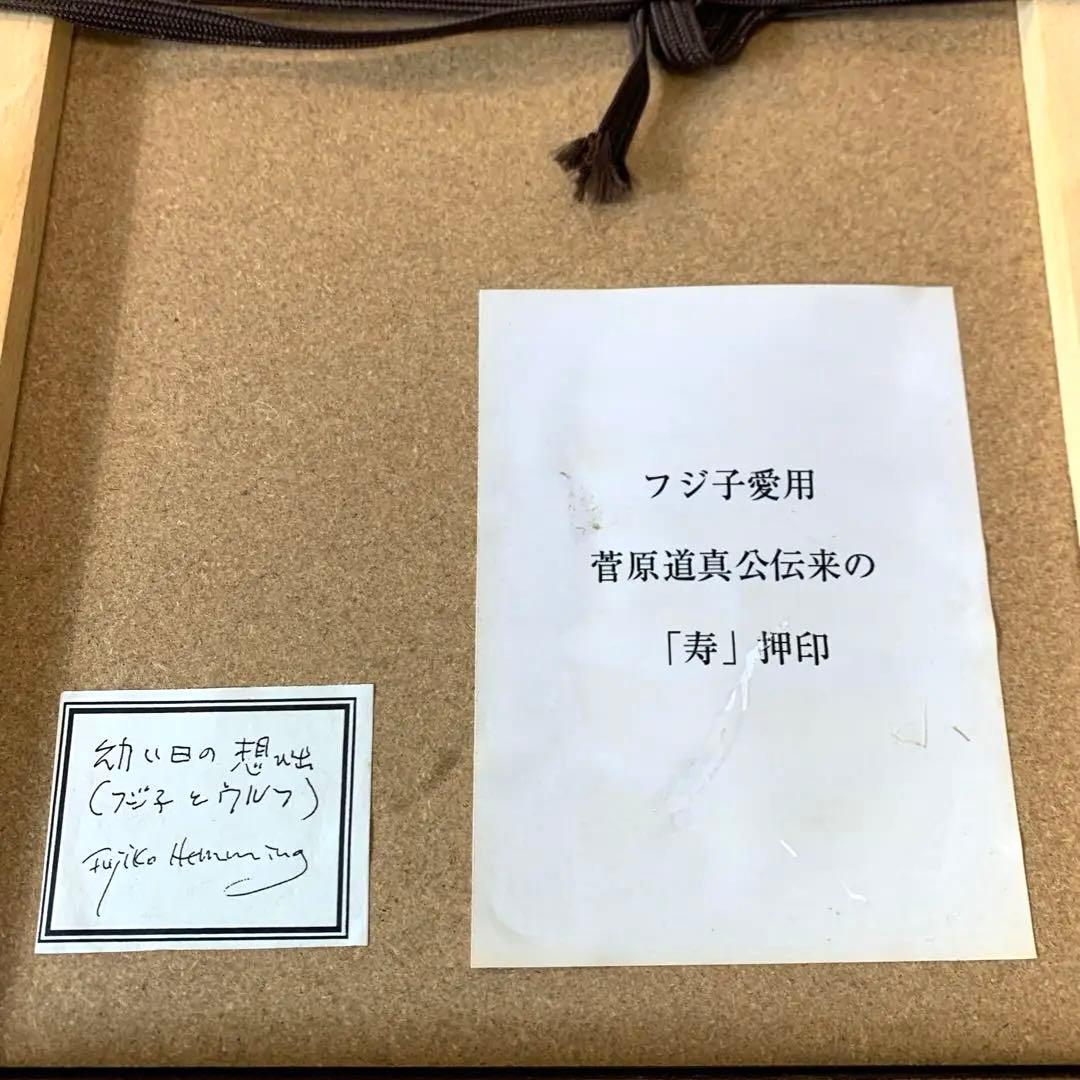 フジ子愛用
菅原道真公伝来の
「寿」押印
幼い日の想い出
(フジ子とウルフ)
Fujiko Hemming